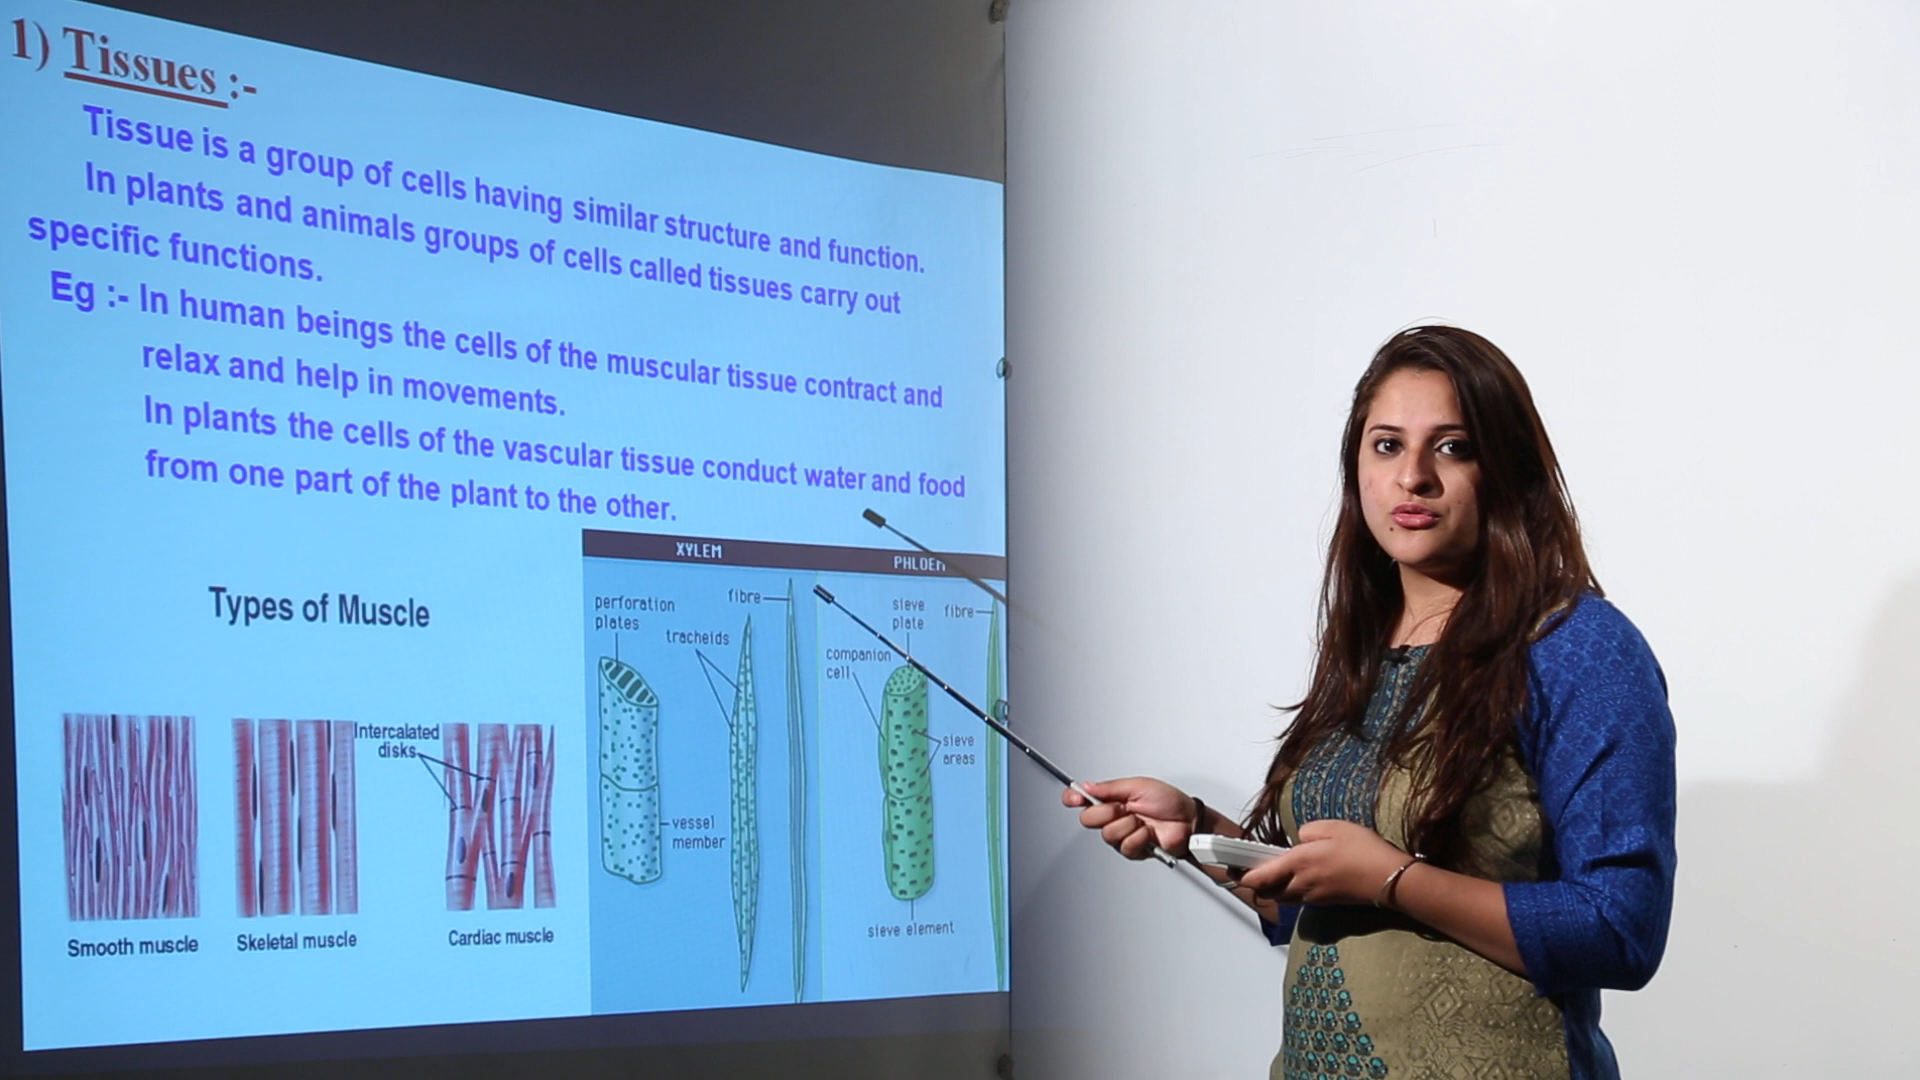 1) Tissues :-
Tissue is a group of cells having similar structure and function.
In plants and animals groups of cells called tissues carry out
specific functions.
Eg :- In human beings the cells of the muscular tissue contract and
relax and help in movements.
In plants the cells of the vascular tissue conduct water and food
from one part of the plant to the other.
Types of Muscle
Intercalated
disks
Smooth muscle
Skeletal muscle
Cardiac muscle
XYLEM
perforation
plates
fibre
tracheids
vessel
member
PHLOEM
sieve
plate
fibre
companion
cell
sieve
areas
sieve element